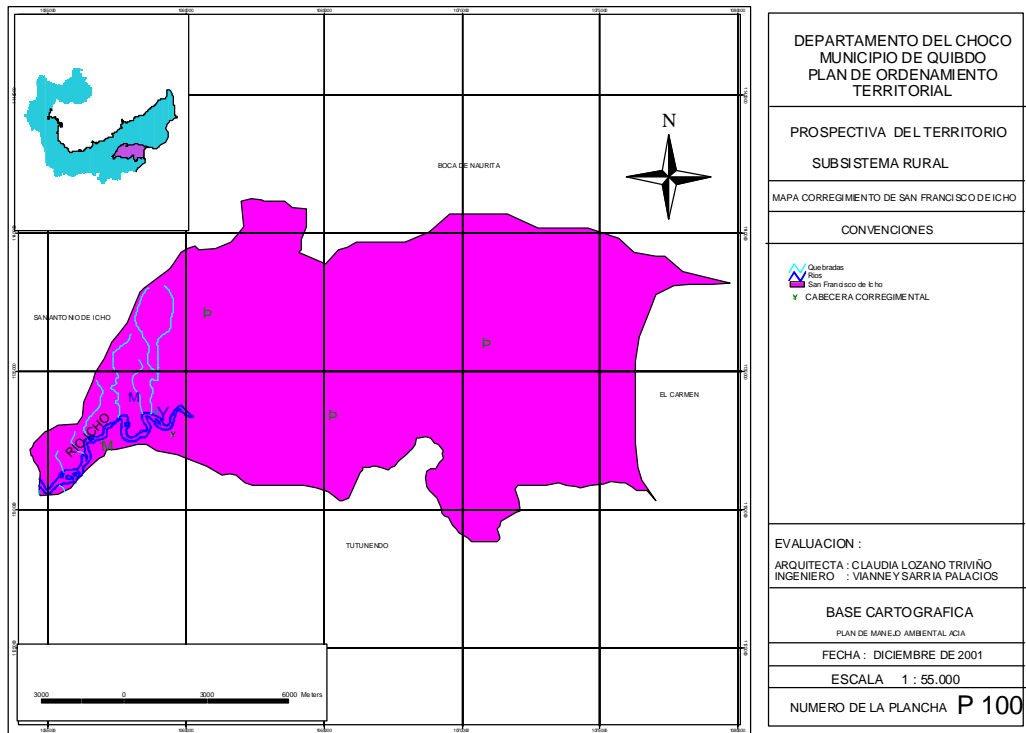 BOCA DE NAURITA
N
SAN ANTONIO DE ICHO
EL CARMEN
RIO ICHO
TUTUNENDO
3000 0 3000 6000 Meters
DEPARTAMENTO DEL CHOCO
MUNICIPIO DE QUIBDO
PLAN DE ORDENAMIENTO
TERRITORIAL
PROSPECTIVA DEL TERRITORIO
SUBSISTEMA RURAL
MAPA CORREGIMIENTO DE SAN FRANCISCO DE ICHO
CONVENCIONES
Quebradas
Rios
San Francisco de Icho
CABECERA CORREGIMENTAL
EVALUACION :
ARQUITECTA : CLAUDIA LOZANO TRIVIÑO
INGENIERO : VIANNEY SARRIA PALACIOS
BASE CARTOGRAFICA
PLAN DE MANEJO AMBIENTAL ACIA
FECHA : DICIEMBRE DE 2001
ESCALA 1 : 55.000
NUMERO DE LA PLANCHA P 100